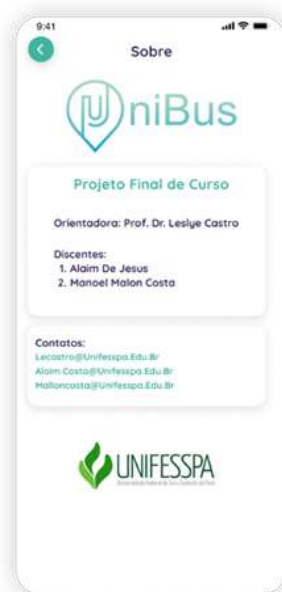 9:41
Sobre
UniBus
Projeto Final de Curso
Orientadora: Prof. Dr. Leslye Castro
Discentes:
1. Alaim De Jesus
2. Manoel Malon Costa
Contatos:
Lecastro@Unifesspa.Edu.Br
Alaim.Costa@Unifesspa.Edu.Br
Malloncosta@Unifesspa.Edu.Br
UNIFESSPA